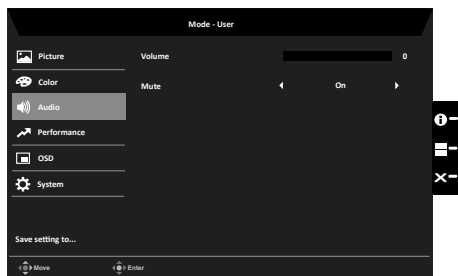 Mode - User
Picture
Volume 0
Color
Mute On
Audio
Performance
OSD
System
Save setting to...
Move Enter